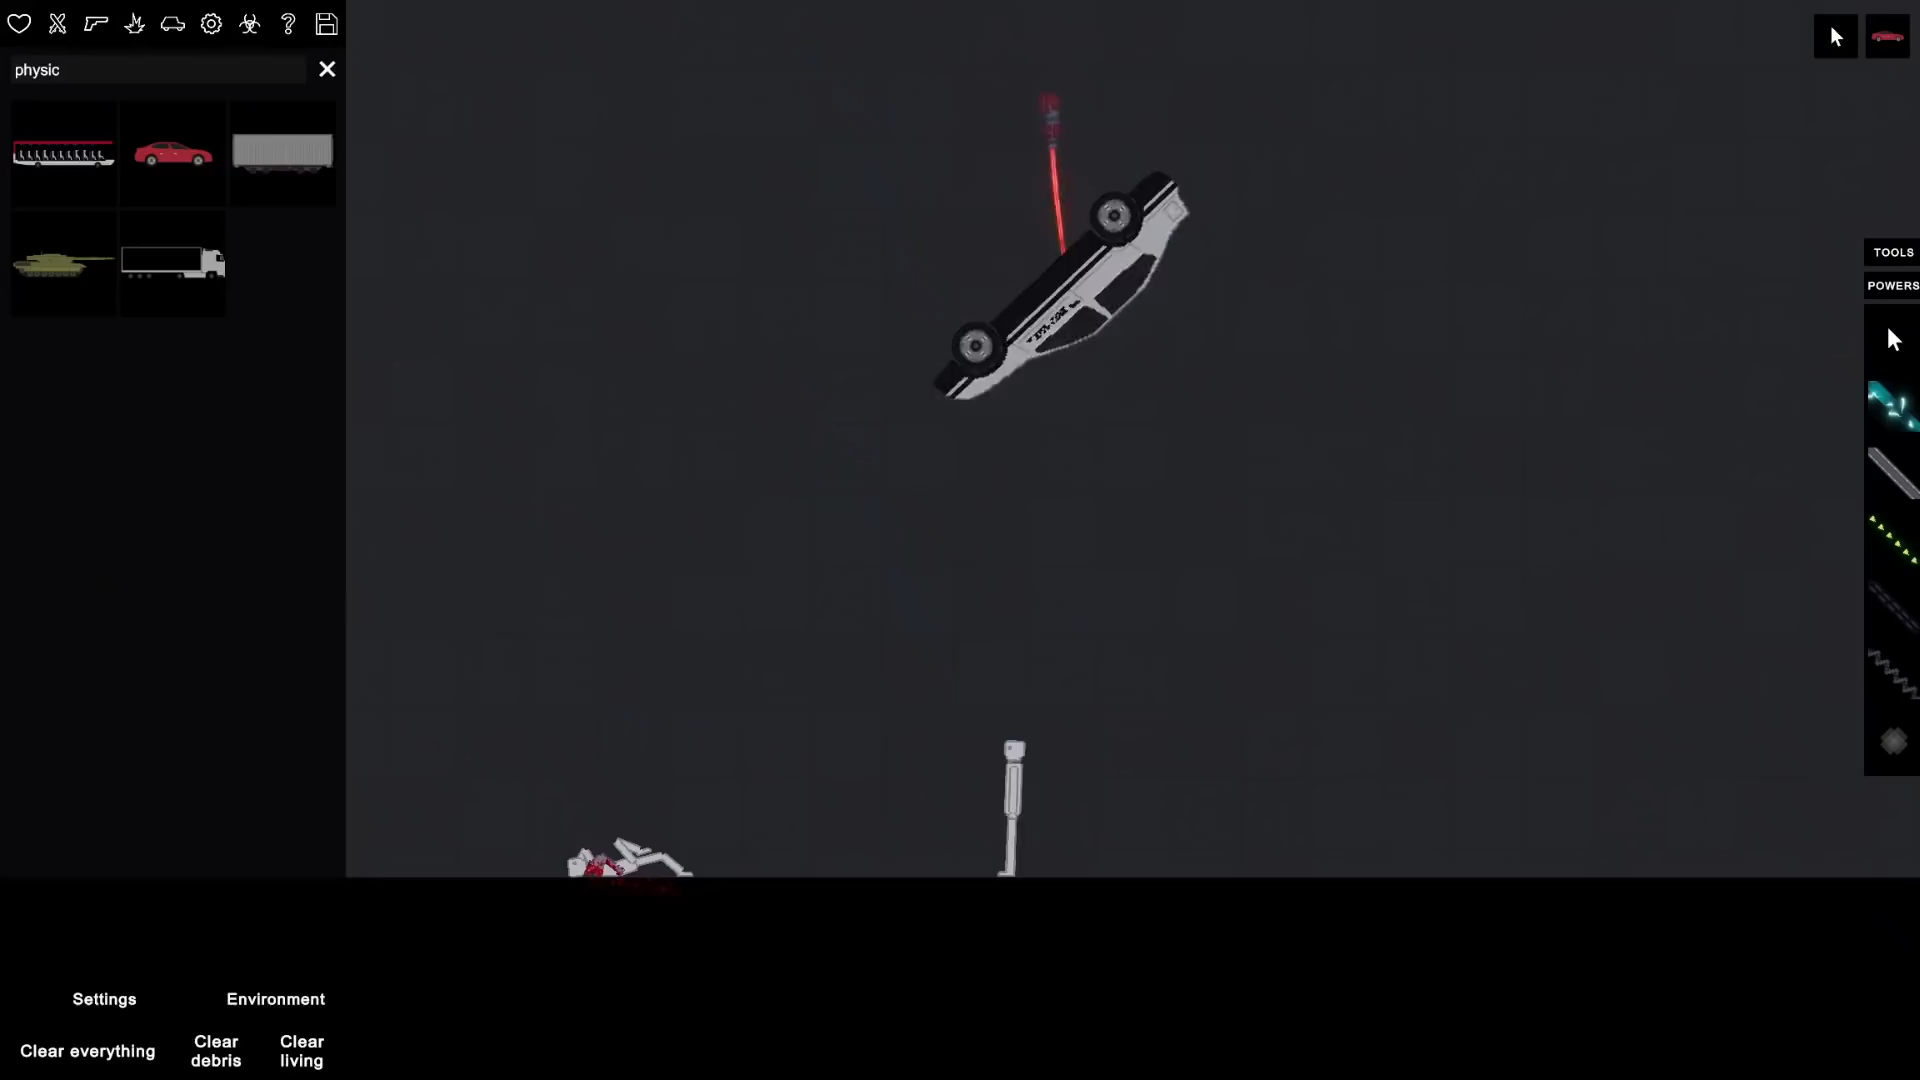 physic
TOOLS
POWERS
Settings
Environment
Clear everything
Clear
debris
Clear
living